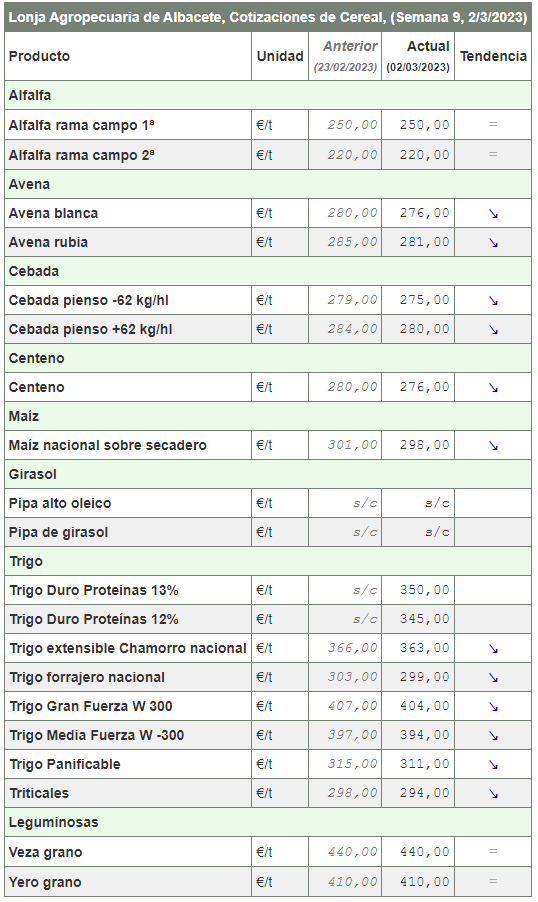 Lonja Agropecuaria de Albacete, Cotizaciones de Cereal, (Semana 9, 2/3/2023)
Producto Unidad Anterior (23/02/2023) Actual (02/03/2023) Tendencia
Alfalfa
Alfalfa rama campo 1ª €/t 250,00 250,00 =
Alfalfa rama campo 2ª €/t 220,00 220,00 =
Avena
Avena blanca €/t 280,00 276,00 ↘
Avena rubia €/t 285,00 281,00 ↘
Cebada
Cebada pienso -62 kg/hl €/t 279,00 275,00 ↘
Cebada pienso +62 kg/hl €/t 284,00 280,00 ↘
Centeno
Centeno €/t 280,00 276,00 ↘
Maíz
Maíz nacional sobre secadero €/t 301,00 298,00 ↘
Girasol
Pipa alto oleico €/t s/c s/c
Pipa de girasol €/t s/c s/c
Trigo
Trigo Duro Proteinas 13% €/t s/c 350,00
Trigo Duro Proteínas 12% €/t s/c 345,00
Trigo extensible Chamorro nacional €/t 366,00 363,00 ↘
Trigo forrajero nacional €/t 303,00 299,00 ↘
Trigo Gran Fuerza W 300 €/t 407,00 404,00 ↘
Trigo Media Fuerza W -300 €/t 397,00 394,00 ↘
Trigo Panificable €/t 315,00 311,00 ↘
Triticales €/t 298,00 294,00 ↘
Leguminosas
Veza grano €/t 440,00 440,00 =
Yero grano €/t 410,00 410,00 =